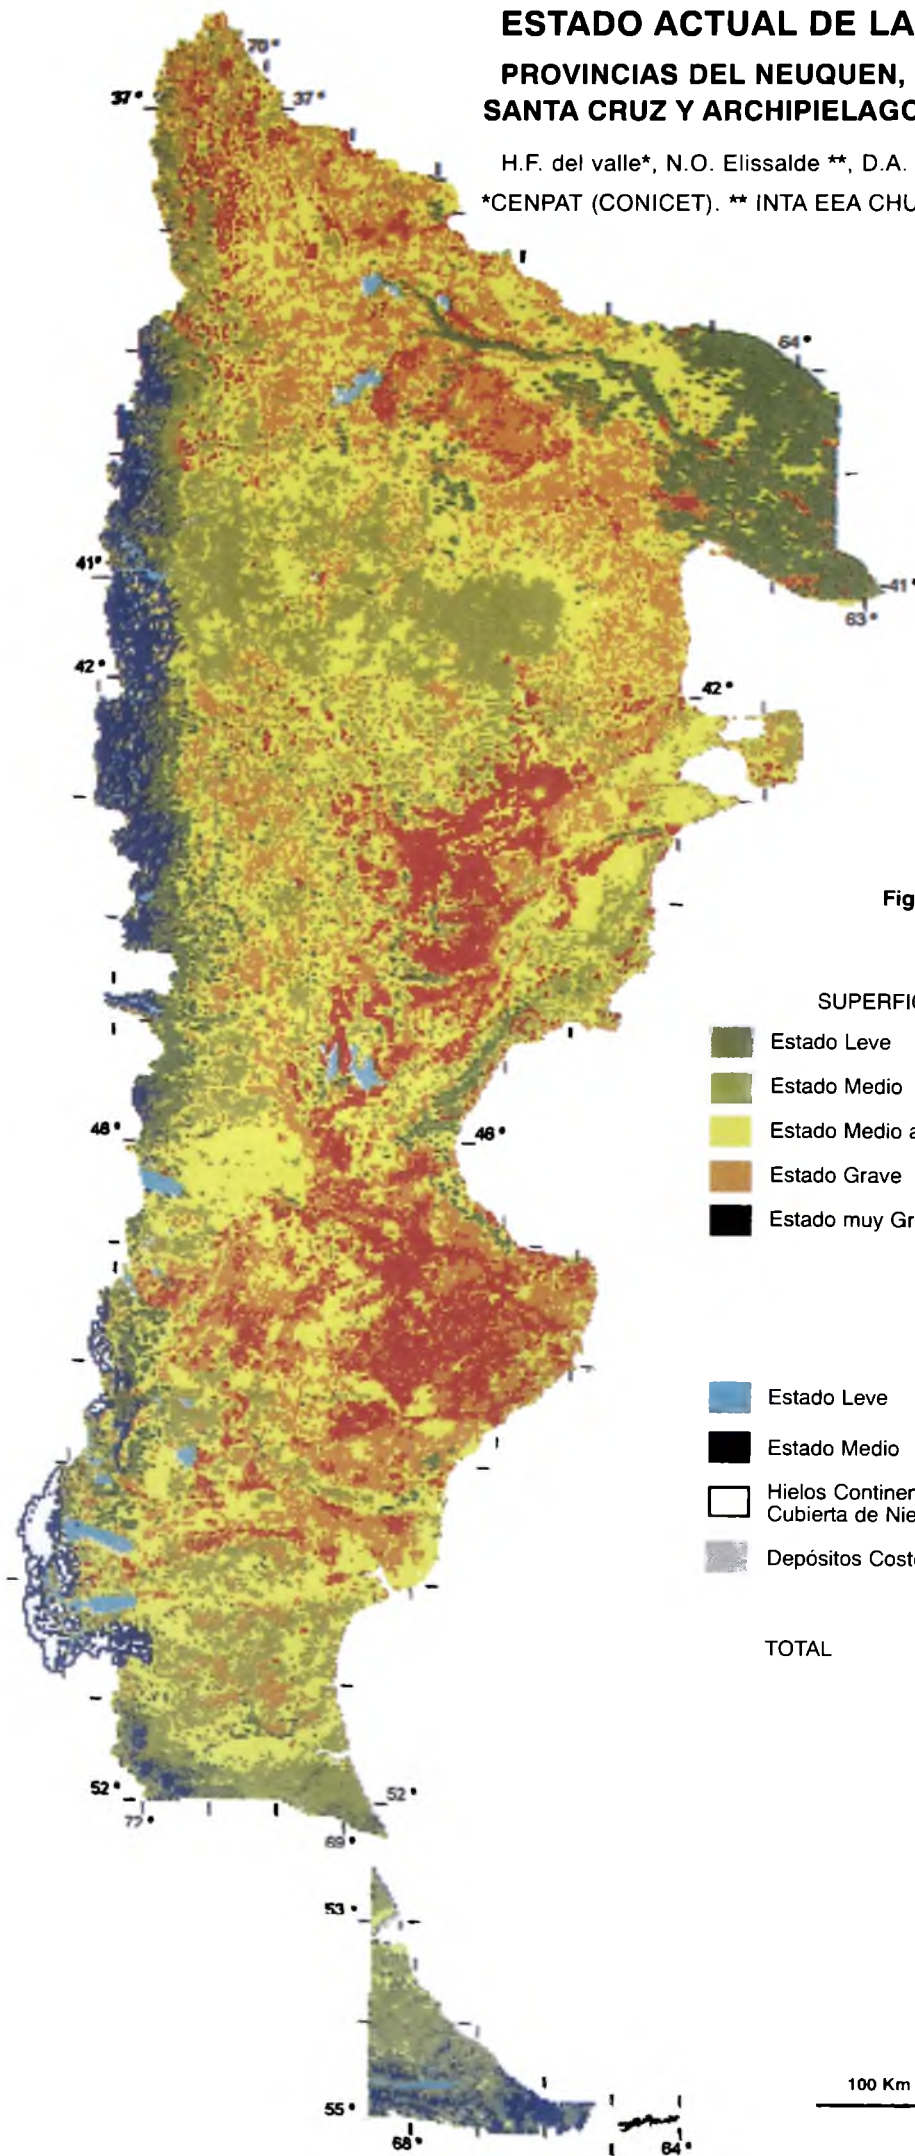 ESTADO ACTUAL DE LA
PROVINCIAS DEL NEUQUEN,
SANTA CRUZ Y ARCHIPIELAGO
H.F. del valle*, N.O. Elissalde **, D.A.
*CENPAT (CONICET). ** INTA EEA CHU
70°
37°
37°
64°
41°
41°
63°
42°
42°
Fig
SUPERFIC
Estado Leve
Estado Medio
Estado Medio a
Estado Grave
Estado muy Gr
46°
46°
Estado Leve
Estado Medio
Hielos Continen
Cubierta de Nie
Depósitos Coste
TOTAL
52°
52°
72°
69°
53°
100 Km
55°
68°
64°